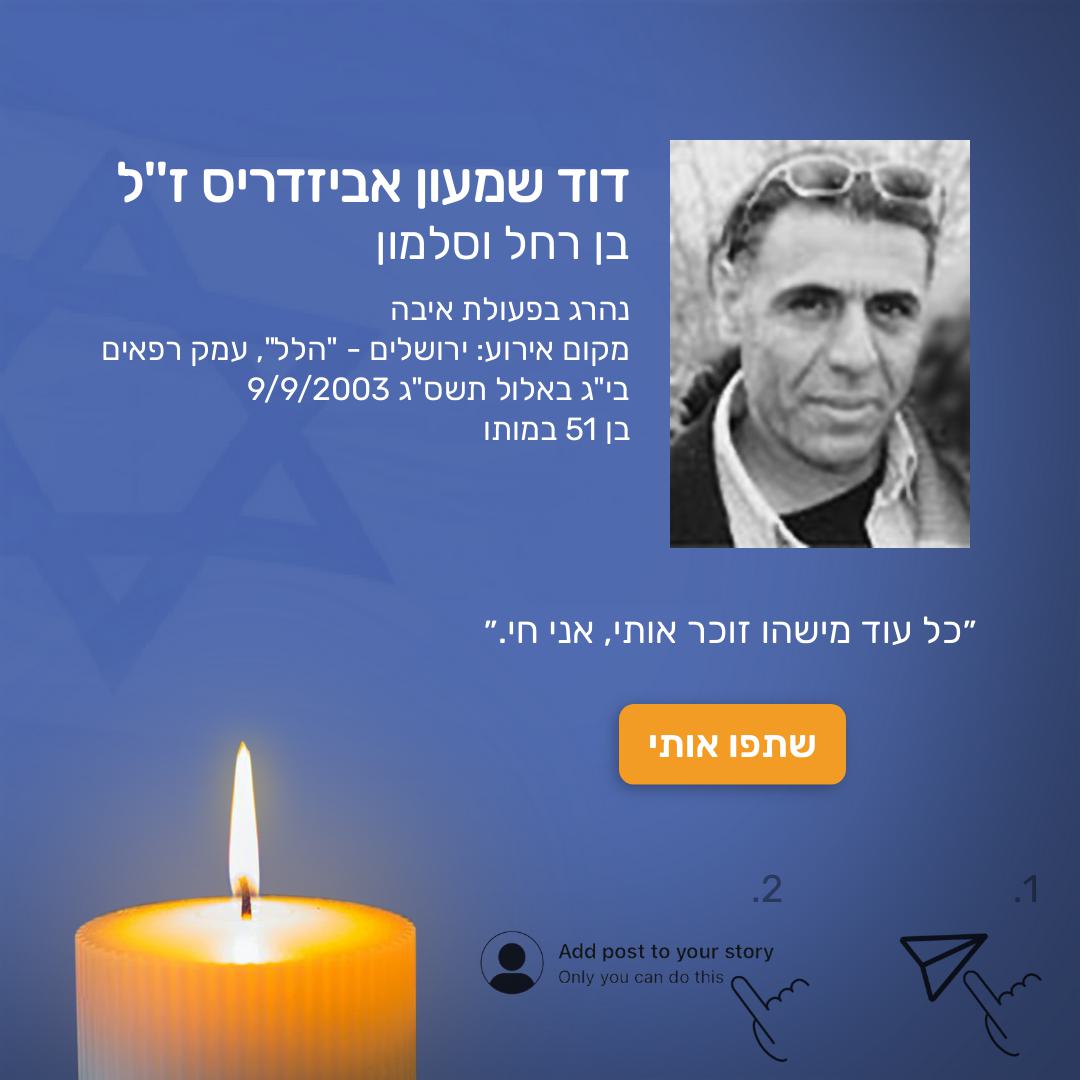 דוד שמעון אביזדריס ז"ל
בן רחל וסלמון
נהרג בפעולת איבה
מקום אירוע: ירושלים - "הלל", עמק רפאים
בי"ג באלול תשס"ג 9/9/2003
בן 51 במותו
״כל עוד מישהו זוכר אותי, אני חי.״
שתפו אותי
.1
.2
Add post to your story
Only you can do this